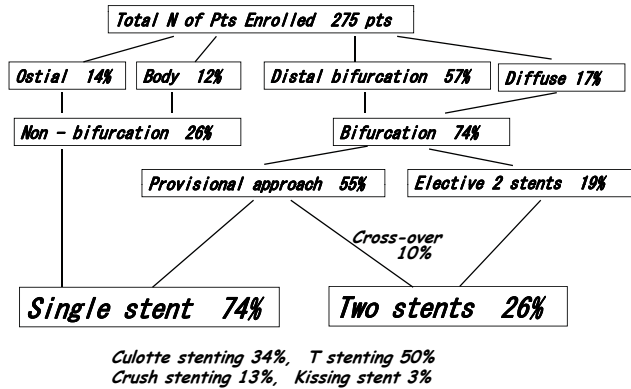 Total N of Pts Enrolled 275 pts
Ostial 14%
Body 12%
Distal bifurcation 57%
Diffuse 17%
Non - bifurcation 26%
Bifurcation 74%
Provisional approach 55%
Elective 2 stents 19%
Cross-over
10%
Single stent 74%
Two stents 26%
Culotte stenting 34%, T stenting 50%
Crush stenting 13%, Kissing stent 3%